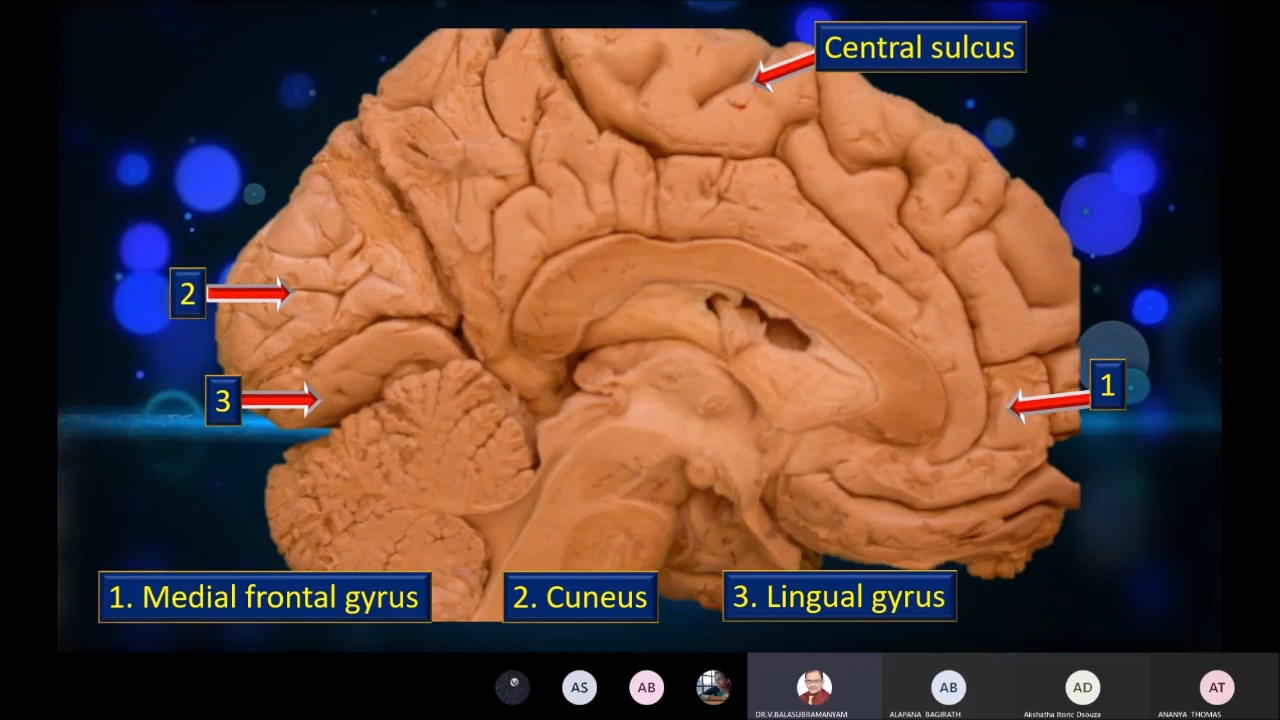 Central sulcus
2
1
3
1. Medial frontal gyrus
2. Cuneus
3. Lingual gyrus
AS
AB
AB
AD
AT
DR.V.BALASUBRAMANYAM
ALAPANA BAGIRATH
Akshatha Itoric Dsouza
ANANYA THOMAS